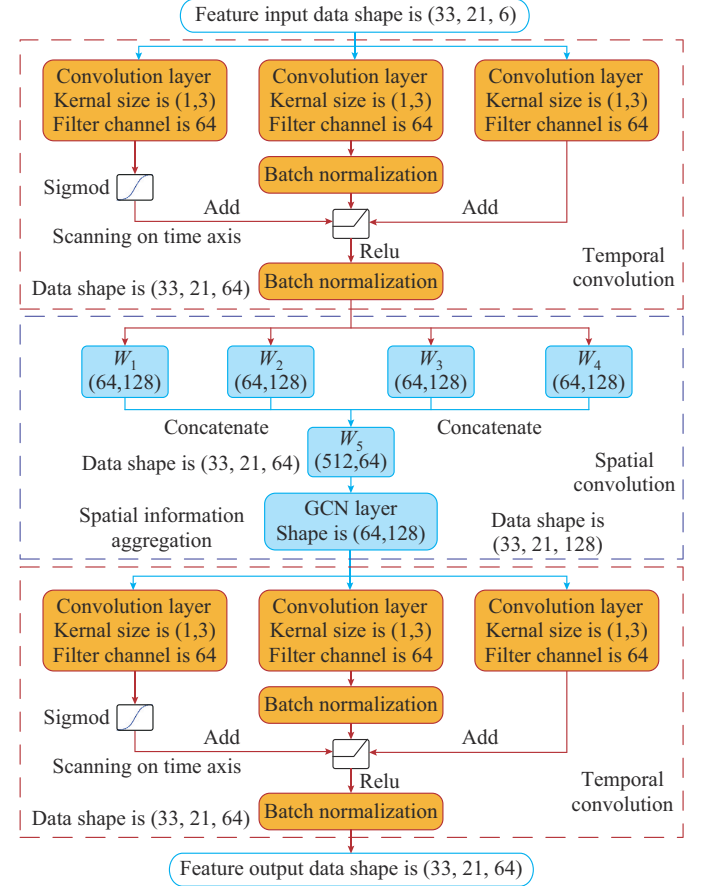 Feature input data shape is (33, 21, 6)
Convolution layer
Kernal size is (1,3)
Filter channel is 64
Convolution layer
Kernal size is (1,3)
Filter channel is 64
Convolution layer
Kernal size is (1,3)
Filter channel is 64
Sigmod
Batch normalization
Add
Add
Scanning on time axis
Relu
Temporal
convolution
Data shape is (33, 21, 64)
Batch normalization
W1
(64,128)
W2
(64,128)
W3
(64,128)
W4
(64,128)
Concatenate
Concatenate
W5
(512,64)
Data shape is (33, 21, 64)
Spatial
convolution
Spatial information
aggregation
GCN layer
Shape is (64,128)
Data shape is
(33, 21, 128)
Convolution layer
Kernal size is (1,3)
Filter channel is 64
Convolution layer
Kernal size is (1,3)
Filter channel is 64
Convolution layer
Kernal size is (1,3)
Filter channel is 64
Sigmod
Batch normalization
Add
Add
Scanning on time axis
Relu
Temporal
convolution
Data shape is (33, 21, 64)
Batch normalization
Feature output data shape is (33, 21, 64)